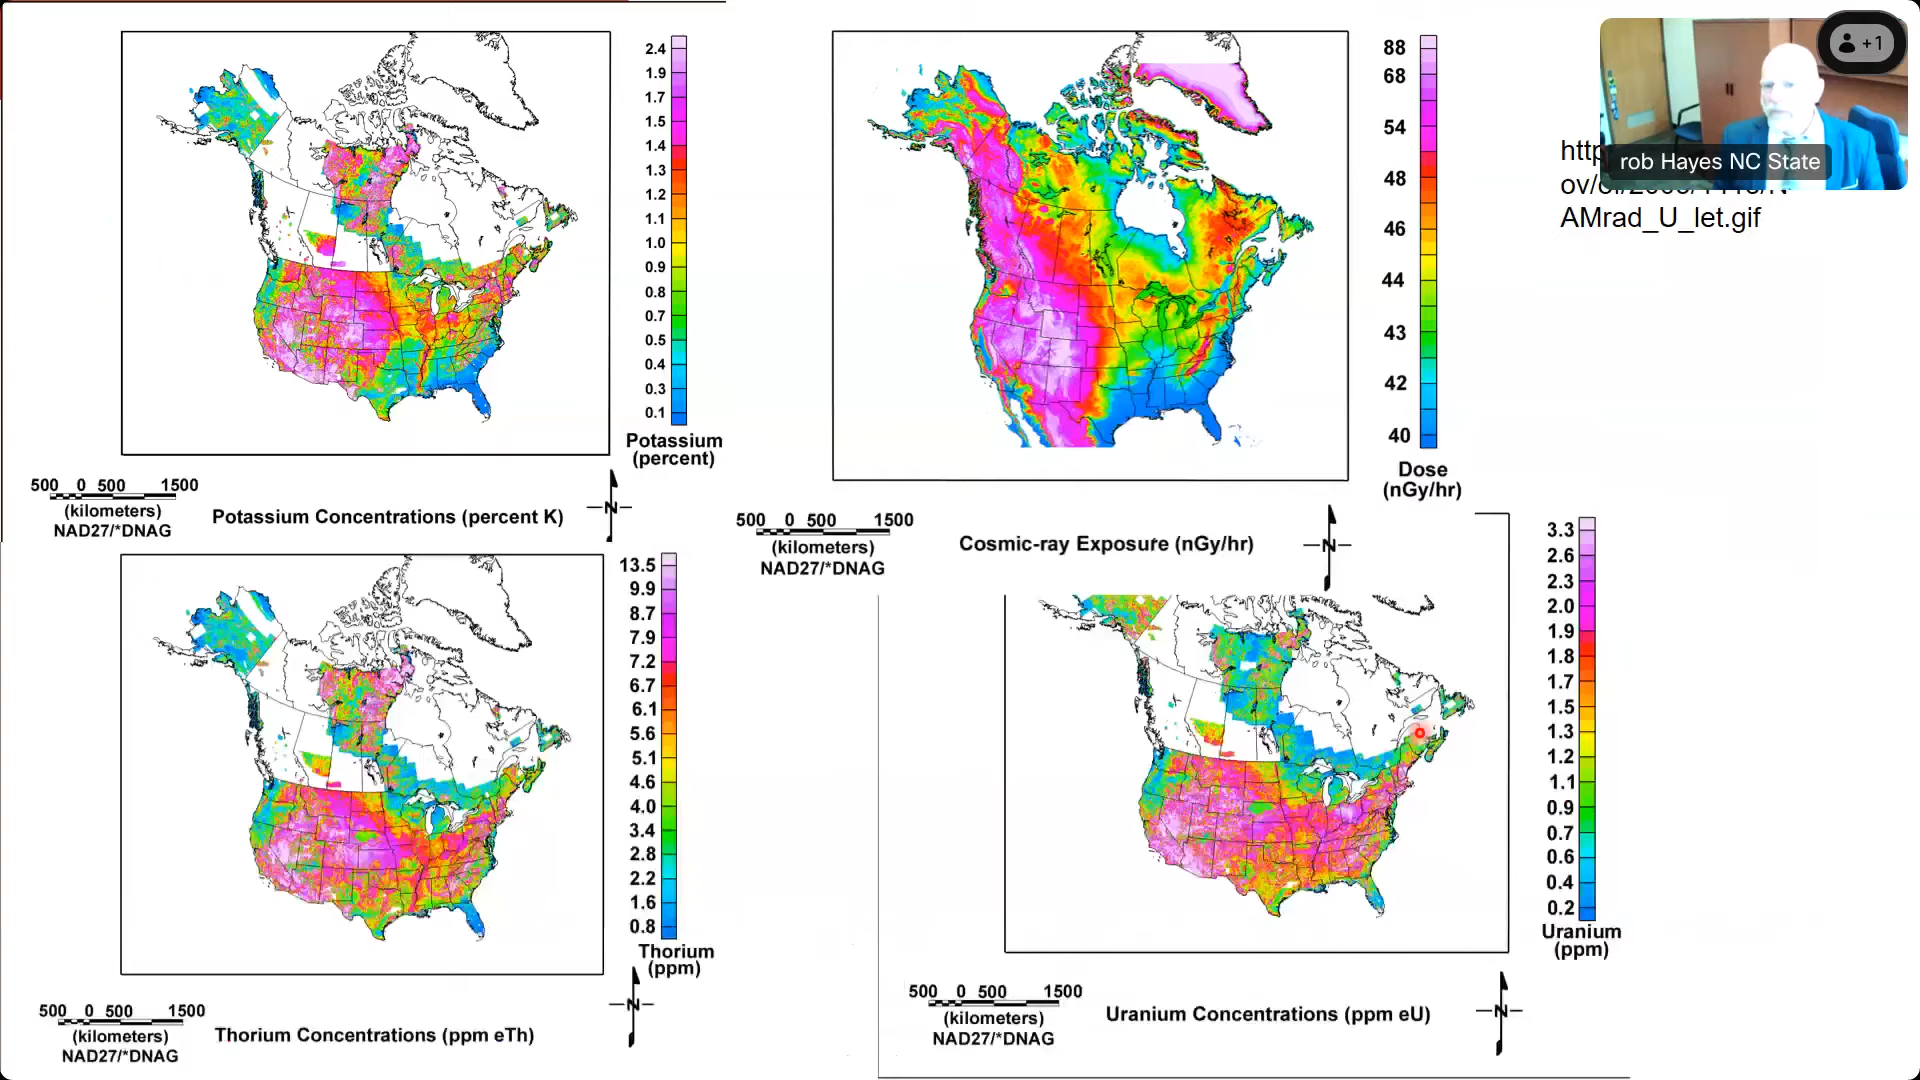 2.4
1.9
1.7
1.5
1.4
1.3
1.2
1.1
1.0
0.9
0.8
0.7
0.5
0.4
0.3
0.1
Potassium
(percent)
500 0 500 1500
(kilometers)
NAD27/*DNAG
Potassium Concentrations (percent K)
N
88
68
54
48
46
44
43
42
40
Dose
(nGy/hr)
500 0 500 1500
(kilometers)
NAD27/*DNAG
Cosmic-ray Exposure (nGy/hr)
N
+1
rob Hayes NC State
http
AMrad_U_let.gif
13.5
9.9
8.7
7.9
7.2
6.7
6.1
5.6
5.1
4.6
4.0
3.4
2.8
2.2
1.6
0.8
Thorium
(ppm)
500 0 500 1500
(kilometers)
NAD27/*DNAG
Thorium Concentrations (ppm eTh)
N
3.3
2.6
2.3
2.0
1.9
1.8
1.7
1.5
1.3
1.2
1.1
0.9
0.7
0.6
0.4
0.2
Uranium
(ppm)
500 0 500 1500
(kilometers)
NAD27/*DNAG
Uranium Concentrations (ppm eU)
N